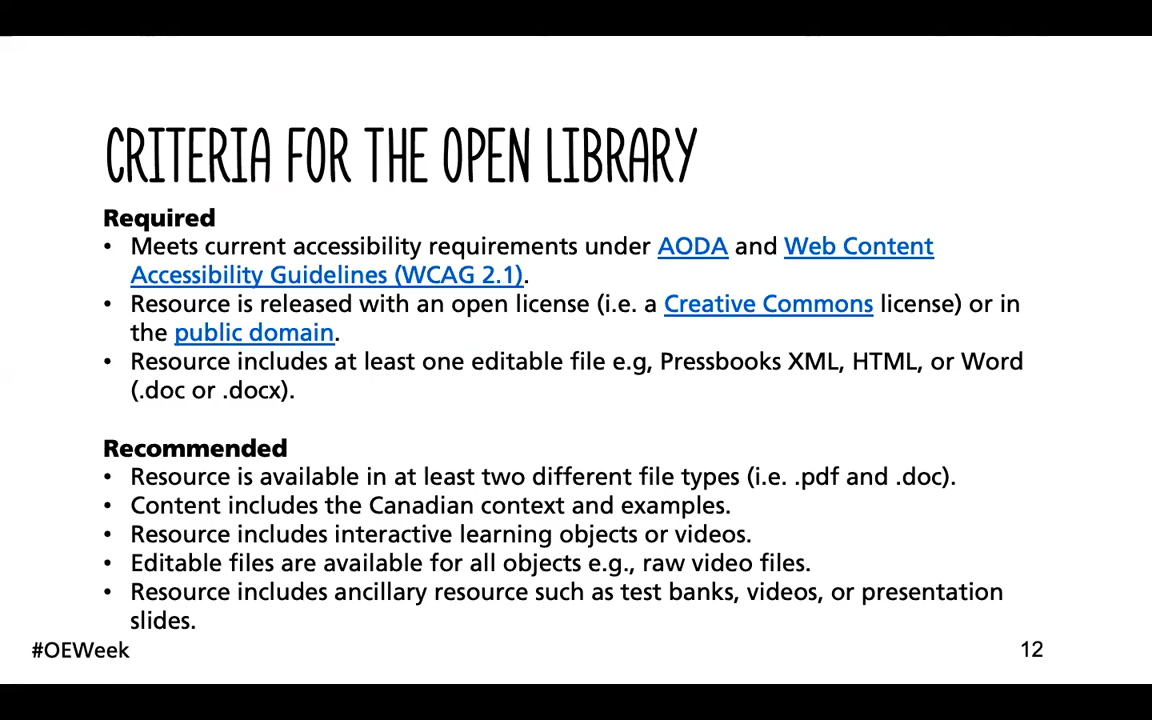 CRITERIA FOR THE OPEN LIBRARY
Required
• Meets current accessibility requirements under AODA and Web Content
Accessibility Guidelines (WCAG 2.1).
• Resource is released with an open license (i.e. a Creative Commons license) or in
the public domain.
• Resource includes at least one editable file e.g, Pressbooks XML, HTML, or Word
(.doc or .docx).
Recommended
• Resource is available in at least two different file types (i.e. .pdf and .doc).
• Content includes the Canadian context and examples.
• Resource includes interactive learning objects or videos.
• Editable files are available for all objects e.g., raw video files.
• Resource includes ancillary resource such as test banks, videos, or presentation
slides.
#OEWeek
12